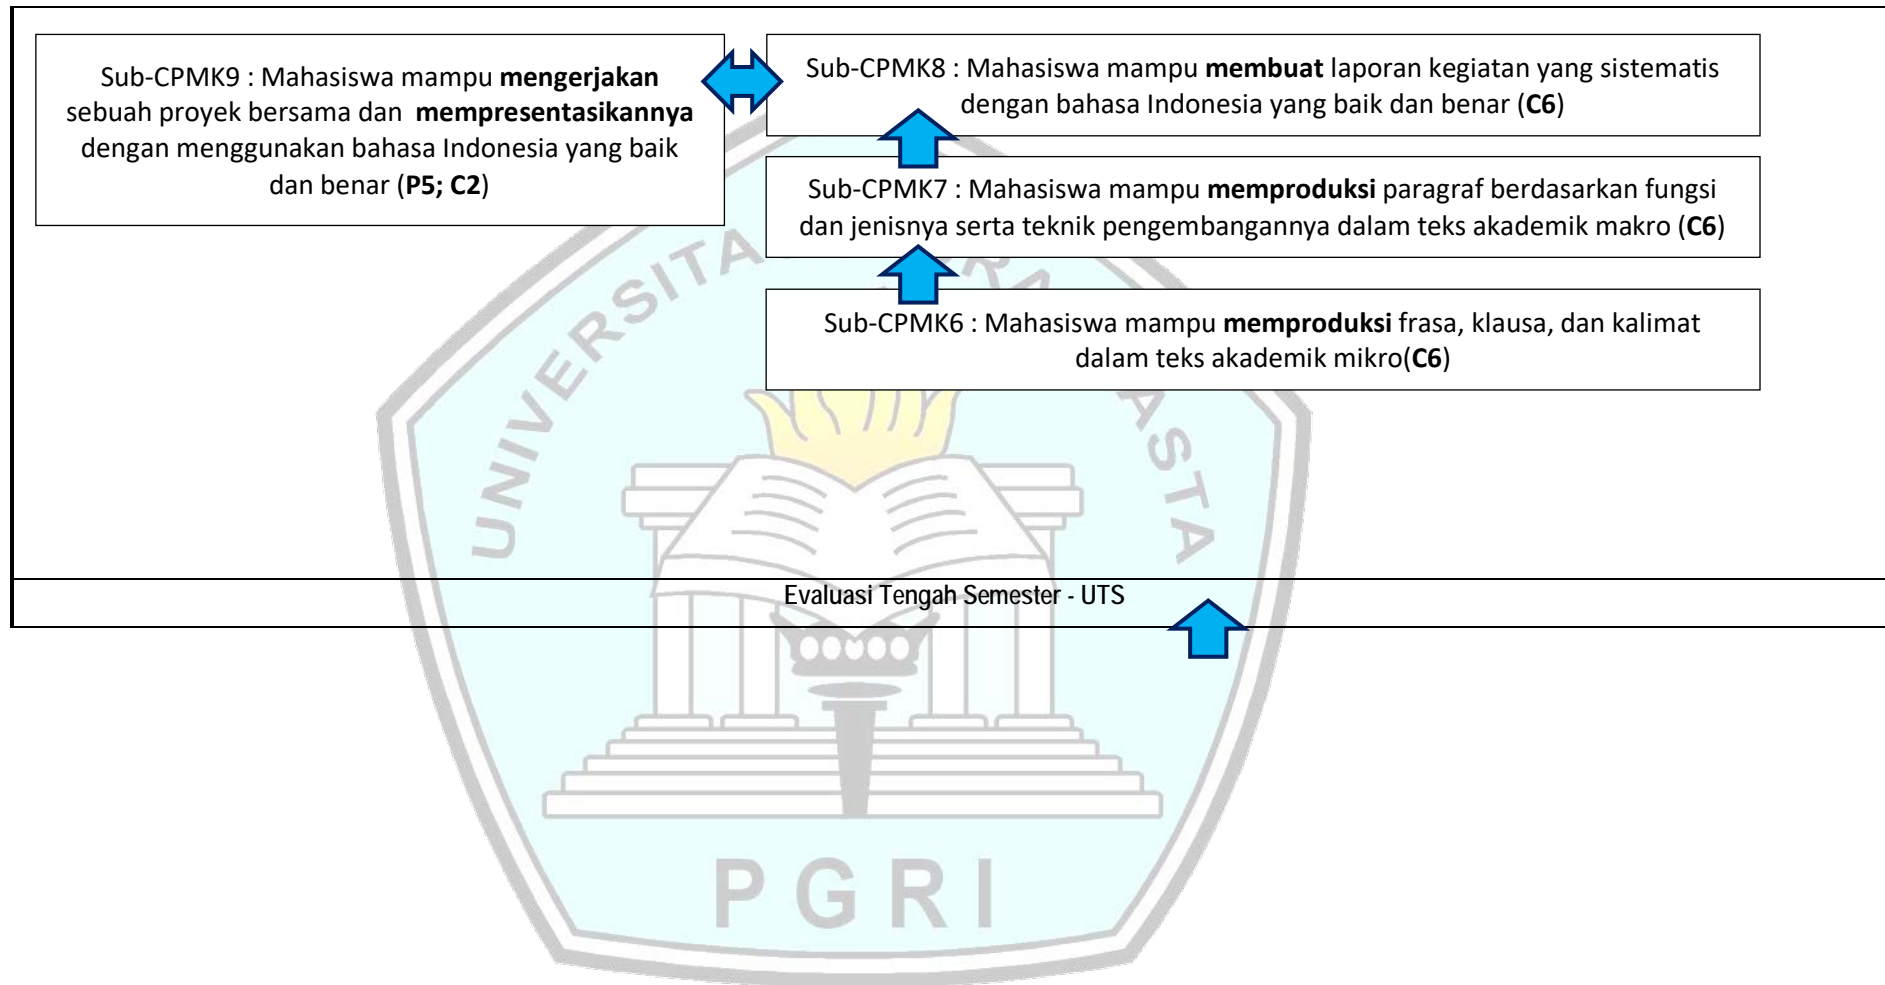 Sub-CPMK9 : Mahasiswa mampu mengerjakan
sebuah proyek bersama dan mempresentasikannya
dengan menggunakan bahasa Indonesia yang baik
dan benar (P5; C2)
Sub-CPMK8 : Mahasiswa mampu membuat laporan kegiatan yang sistematis
dengan bahasa Indonesia yang baik dan benar (C6)
Sub-CPMK7 : Mahasiswa mampu memproduksi paragraf berdasarkan fungsi
dan jenisnya serta teknik pengembangannya dalam teks akademik makro (C6)
Sub-CPMK6 : Mahasiswa mampu memproduksi frasa, klausa, dan kalimat
dalam teks akademik mikro(C6)
Evaluasi Tengah Semester - UTS
PGRI